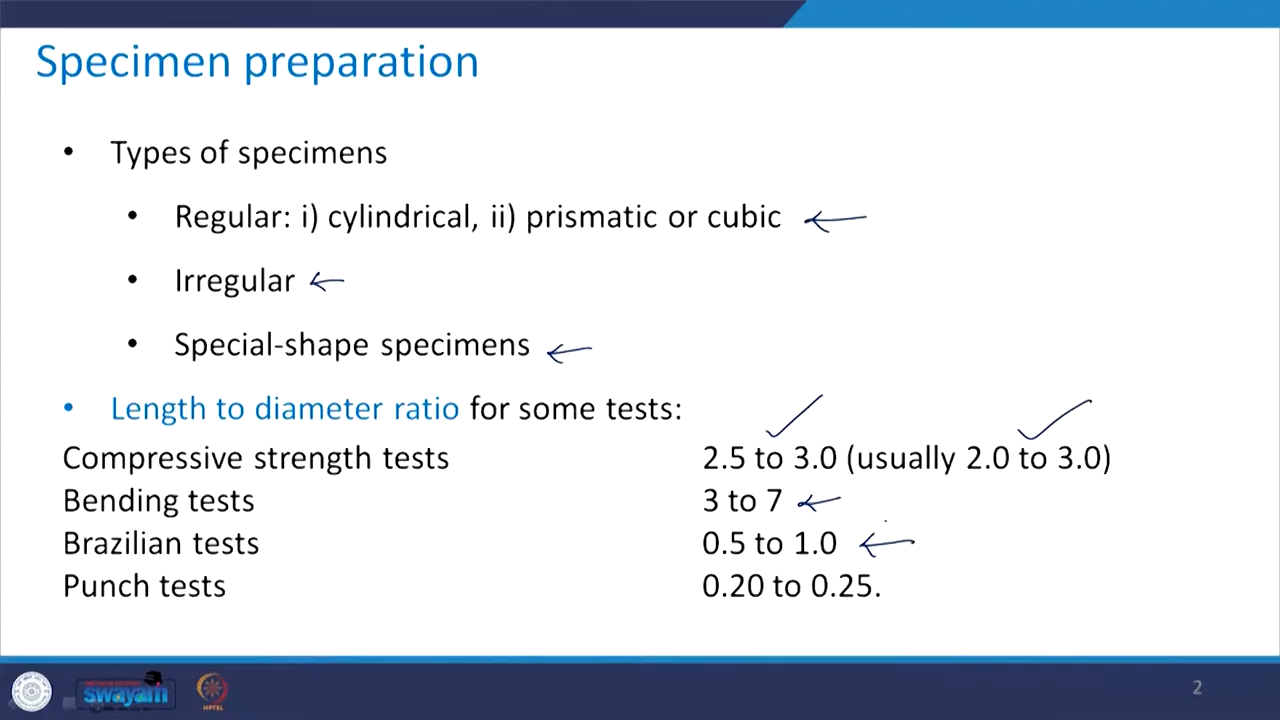 Specimen preparation
• Types of specimens
• Regular: i) cylindrical, ii) prismatic or cubic
• Irregular
• Special-shape specimens
• Length to diameter ratio for some tests:
Compressive strength tests 2.5 to 3.0 (usually 2.0 to 3.0)
Bending tests 3 to 7
Brazilian tests 0.5 to 1.0
Punch tests 0.20 to 0.25.
swayam
NPTEL
2